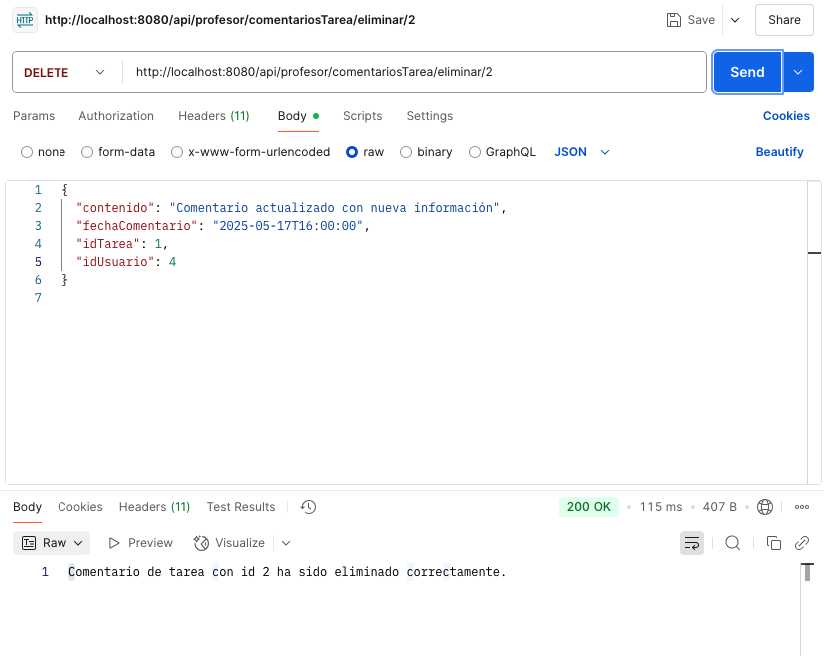 HTTP http://localhost:8080/api/profesor/comentariosTarea/eliminar/2 Save Share
DELETE http://localhost:8080/api/profesor/comentariosTarea/eliminar/2 Send
Params Authorization Headers (11) Body Scripts Settings Cookies
none form-data x-www-form-urlencoded raw binary GraphQL JSON Beautify
1 {
2 "contenido": "Comentario actualizado con nueva información",
3 "fechaComentario": "2025-05-17T16:00:00",
4 "idTarea": 1,
5 "idUsuario": 4
6 }
7
Body Cookies Headers (11) Test Results 200 OK • 115 ms • 407 B •
Raw Preview Visualize
1 Comentario de tarea con id 2 ha sido eliminado correctamente.